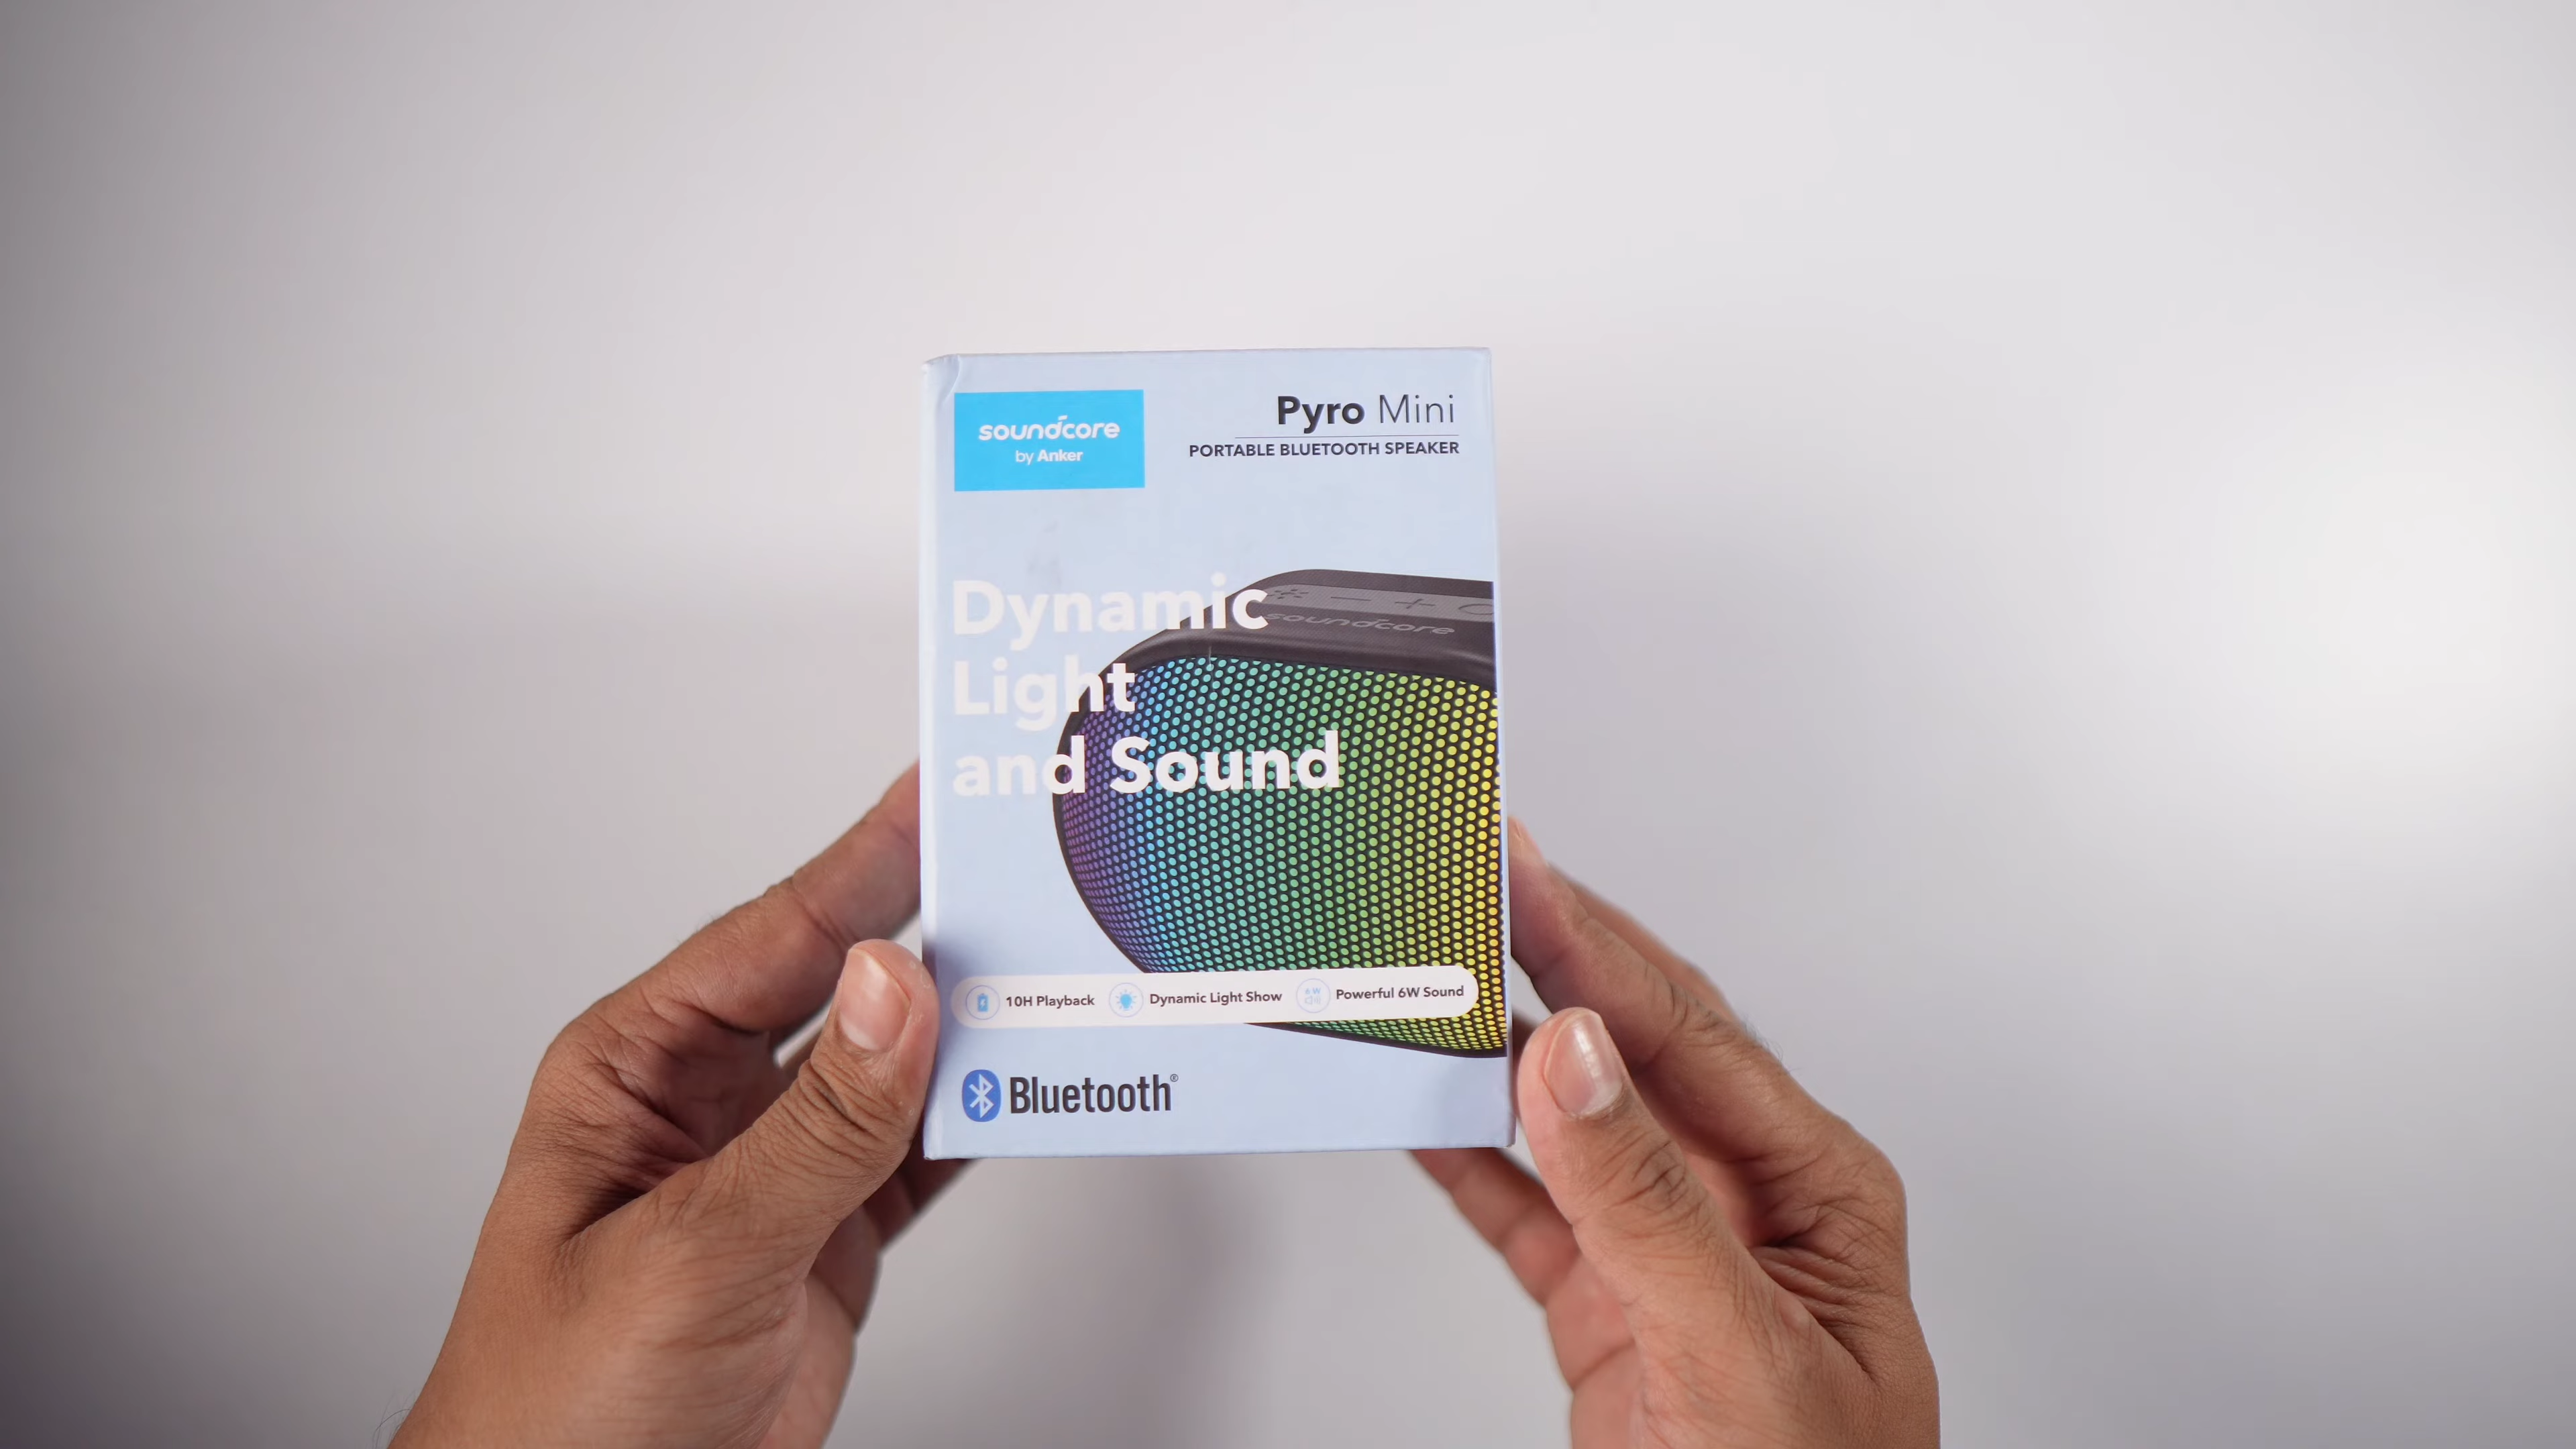 soundcore
by Anker
Pyro Mini
PORTABLE BLUETOOTH SPEAKER
Dynamic
Light
and Sound
soundcore
10H Playback
Dynamic Light Show
6W
Powerful 6W Sound
Bluetooth®